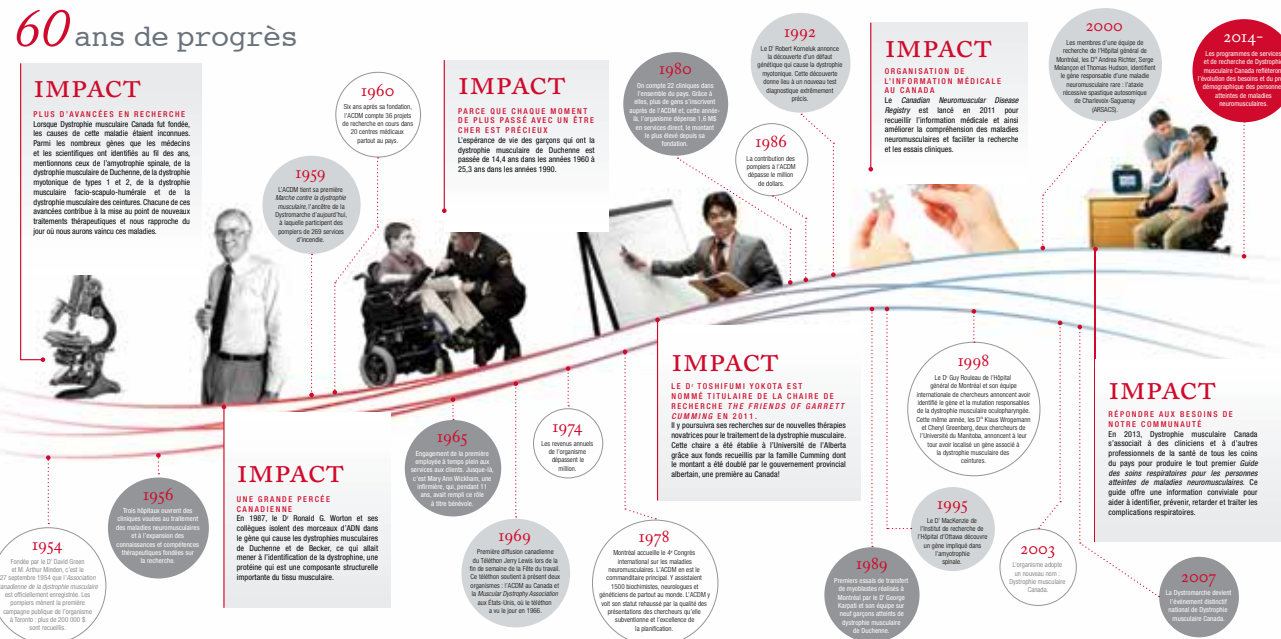 60 ans de progrès
IMPACT
PLUS D'AVANCÉES EN RECHERCHE
Lorsque Dystrophie musculaire Canada fut fondée,
les causes de cette maladie étaient inconnues.
Parmi les nombreux gènes que les médecins
et les scientifiques ont identifiés au fil des ans,
mentionnons ceux de l'amyotrophie spinale, de la
dystrophie musculaire de Duchenne, de la dystrophie
myotonique de types 1 et 2, de la dystrophie
musculaire facio-scapulo-humérale et de la
dystrophie musculaire des ceintures. Chacune de ces
avancées contribue à la mise au point de nouveaux
traitements thérapeutiques et nous rapproche du
jour où nous aurons vaincu ces maladies.
1954
Fondée par le Dr David Green
et M. Arthur Minden, c'est le
27 septembre 1954 que l'Association
canadienne de la dystrophie musculaire
est officiellement enregistrée. Les
pompiers mènent la première
campagne publique de l'organisme
à Toronto : plus de 200 000 $
sont recueillis.
1956
Trois hôpitaux ouvrent des
cliniques vouées au traitement
des maladies neuromusculaires
et à l'expansion des
connaissances et compétences
thérapeutiques fondées sur
la recherche.
1959
L'ACDM tient sa première
Marche contre la dystrophie
musculaire, l'ancêtre de la
Dystromarche d'aujourd'hui,
à laquelle participent des
pompiers de 269 services
d'incendie.
1960
Six ans après sa fondation,
l'ACDM compte 36 projets
de recherche en cours dans
20 centres médicaux
partout au pays.
IMPACT
UNE GRANDE PERCÉE
CANADIENNE
En 1987, le Dr Ronald G. Worton et ses
collègues isolent des morceaux d'ADN dans
le gène qui cause les dystrophies musculaires
de Duchenne et de Becker, ce qui allait
mener à l'identification de la dystrophine, une
protéine qui est une composante structurelle
importante du tissu musculaire.
IMPACT
PARCE QUE CHAQUE MOMENT
DE PLUS PASSÉ AVEC UN ÊTRE
CHER EST PRÉCIEUX
L'espérance de vie des garçons qui ont la
dystrophie musculaire de Duchenne est
passée de 14,4 ans dans les années 1960 à
25,3 ans dans les années 1990.
1965
Engagement de la première
employée à temps plein aux
services aux clients. Jusque-là,
c'est Mary Ann Wickham, une
infirmière, qui, pendant 11
ans, avait rempli ce rôle
à titre bénévole.
1969
Première diffusion canadienne
du Téléthon Jerry Lewis lors de la
fin de semaine de la Fête du travail.
Ce téléthon soutient à présent deux
organismes : l'ACDM au Canada et
la Muscular Dystrophy Association
aux États-Unis, où le téléthon
a vu le jour en 1966.
1974
Les revenus annuels
de l'organisme
dépassent le
million.
1978
Montréal accueille le 4e Congrès
international sur les maladies
neuromusculaires. L'ACDM en est le
commanditaire principal. Y assistaient
1500 biochimistes, neurologues et
généticiens de partout au monde. L'ACDM y
voit son statut rehaussé par la qualité des
présentations des chercheurs qu'elle
subventionne et l'excellence de
la planification.
1980
On compte 22 cliniques dans
l'ensemble du pays. Grâce à
elles, plus de gens s'inscrivent
auprès de l'ACDM et, cette année-
là, l'organisme dépense 1,6 M$
en services direct, le montant
le plus élevé depuis sa
fondation.
1986
La contribution des
pompiers à l'ACDM
dépasse le million
de dollars.
1992
Le Dr Robert Korneluk annonce
la découverte d'un défaut
génétique qui cause la dystrophie
myotonique. Cette découverte
donne lieu à un nouveau test
diagnostique extrêmement
précis.
IMPACT
LE Dr TOSHIFUMI YOKOTA EST
NOMMÉ TITULAIRE DE LA CHAIRE DE
RECHERCHE THE FRIENDS OF GARRETT
CUMMING EN 2011.
Il y poursuivra ses recherches sur de nouvelles thérapies
novatrices pour le traitement de la dystrophie musculaire.
Cette chaire a été établie à l'Université de l'Alberta
grâce aux fonds recueillis par la famille Cumming dont
le montant a été doublé par le gouvernement provincial
albertain, une première au Canada!
IMPACT
ORGANISATION DE
L'INFORMATION MÉDICALE
AU CANADA
Le Canadian Neuromuscular Disease
Registry est lancé en 2011 pour
recueillir l'information médicale et ainsi
améliorer la compréhension des maladies
neuromusculaires et faciliter la recherche
et les essais cliniques.
1989
Premiers essais de transfert
de myoblastes réalisés à
Montréal par le Dr George
Karpati et son équipe sur
neuf garçons atteints de
dystrophie musculaire
de Duchenne.
1995
Le Dr MacKenzie de
l'Institut de recherche de
l'Hôpital d'Ottawa découvre
un gène impliqué dans
l'amyotrophie
spinale.
1998
Le Dr Guy Rouleau de l'Hôpital
général de Montréal et son équipe
de chercheurs annoncent avoir
identifié le gène et la mutation responsables
de la dystrophie musculaire oculopharyngée.
Cette même année, les Drs Klaus Wrogemann
et Cheryl Greenberg, deux chercheurs de
l'Université du Manitoba, annoncent à leur
tour avoir localisé un gène associé à
la dystrophie musculaire des
ceintures.
2000
Les membres d'une équipe de
recherche de l'Hôpital général de
Montréal, les Drs Andrea Richter, Serge
Melançon et Thomas Hudson, identifient
le gène responsable d'une maladie
neuromusculaire rare : l'ataxie
récessive spastique autosomique
de Charlevoix-Saguenay
(ARSACS).
2003
L'organisme adopte
un nouveau nom :
Dystrophie musculaire
Canada.
2007
La Dystromarche devient
l'événement distinctif
national de Dystrophie
musculaire Canada.
IMPACT
RÉPONDRE AUX BESOINS DE
NOTRE COMMUNAUTÉ
En 2013, Dystrophie musculaire Canada
s'associait à des cliniciens et à d'autres
professionnels de la santé de tous les coins
du pays pour produire le tout premier Guide
des soins respiratoires pour les personnes
atteintes de maladies neuromusculaires. Ce
guide offre une information conviviale pour
aider à identifier, prévenir, retarder et traiter les
complications respiratoires.
2014-
Les programmes de services
et de recherche de Dystrophie
musculaire Canada refléteront
l'évolution des besoins et du
démographique des personnes
atteintes de maladies
neuromusculaires.